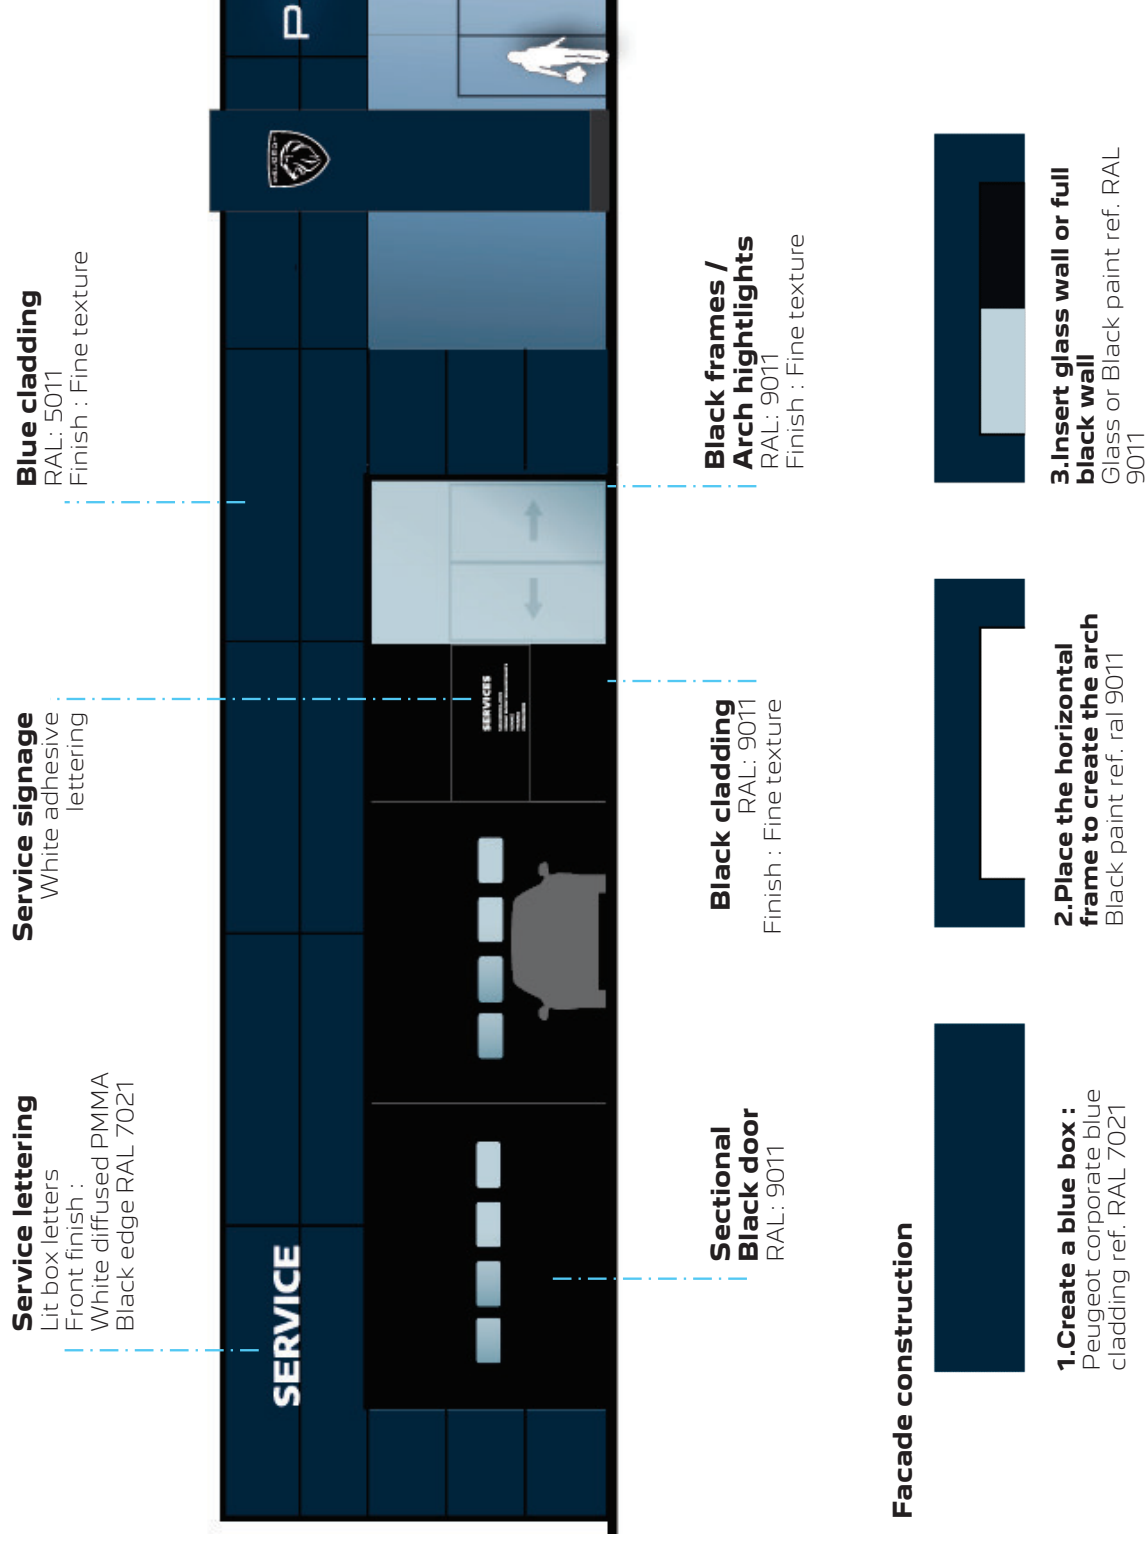 Service lettering
Lit box letters
Front finish :
White diffused PMMA
Black edge RAL 7021
Service signage
White adhesive
lettering
Blue cladding
RAL: 5011
Finish : Fine texture
SERVICE
SERVICES
PEUGEOT
P
Sectional
Black door
RAL: 9011
Black cladding
RAL: 9011
Finish : Fine texture
Black frames /
Arch hightlights
RAL: 9011
Finish : Fine texture
Facade construction
1.Create a blue box :
Peugeot corporate blue
cladding ref. RAL 7021
2.Place the horizontal
frame to create the arch
Black paint ref. ral 9011
3.Insert glass wall or full
black wall
Glass or Black paint ref. RAL
9011